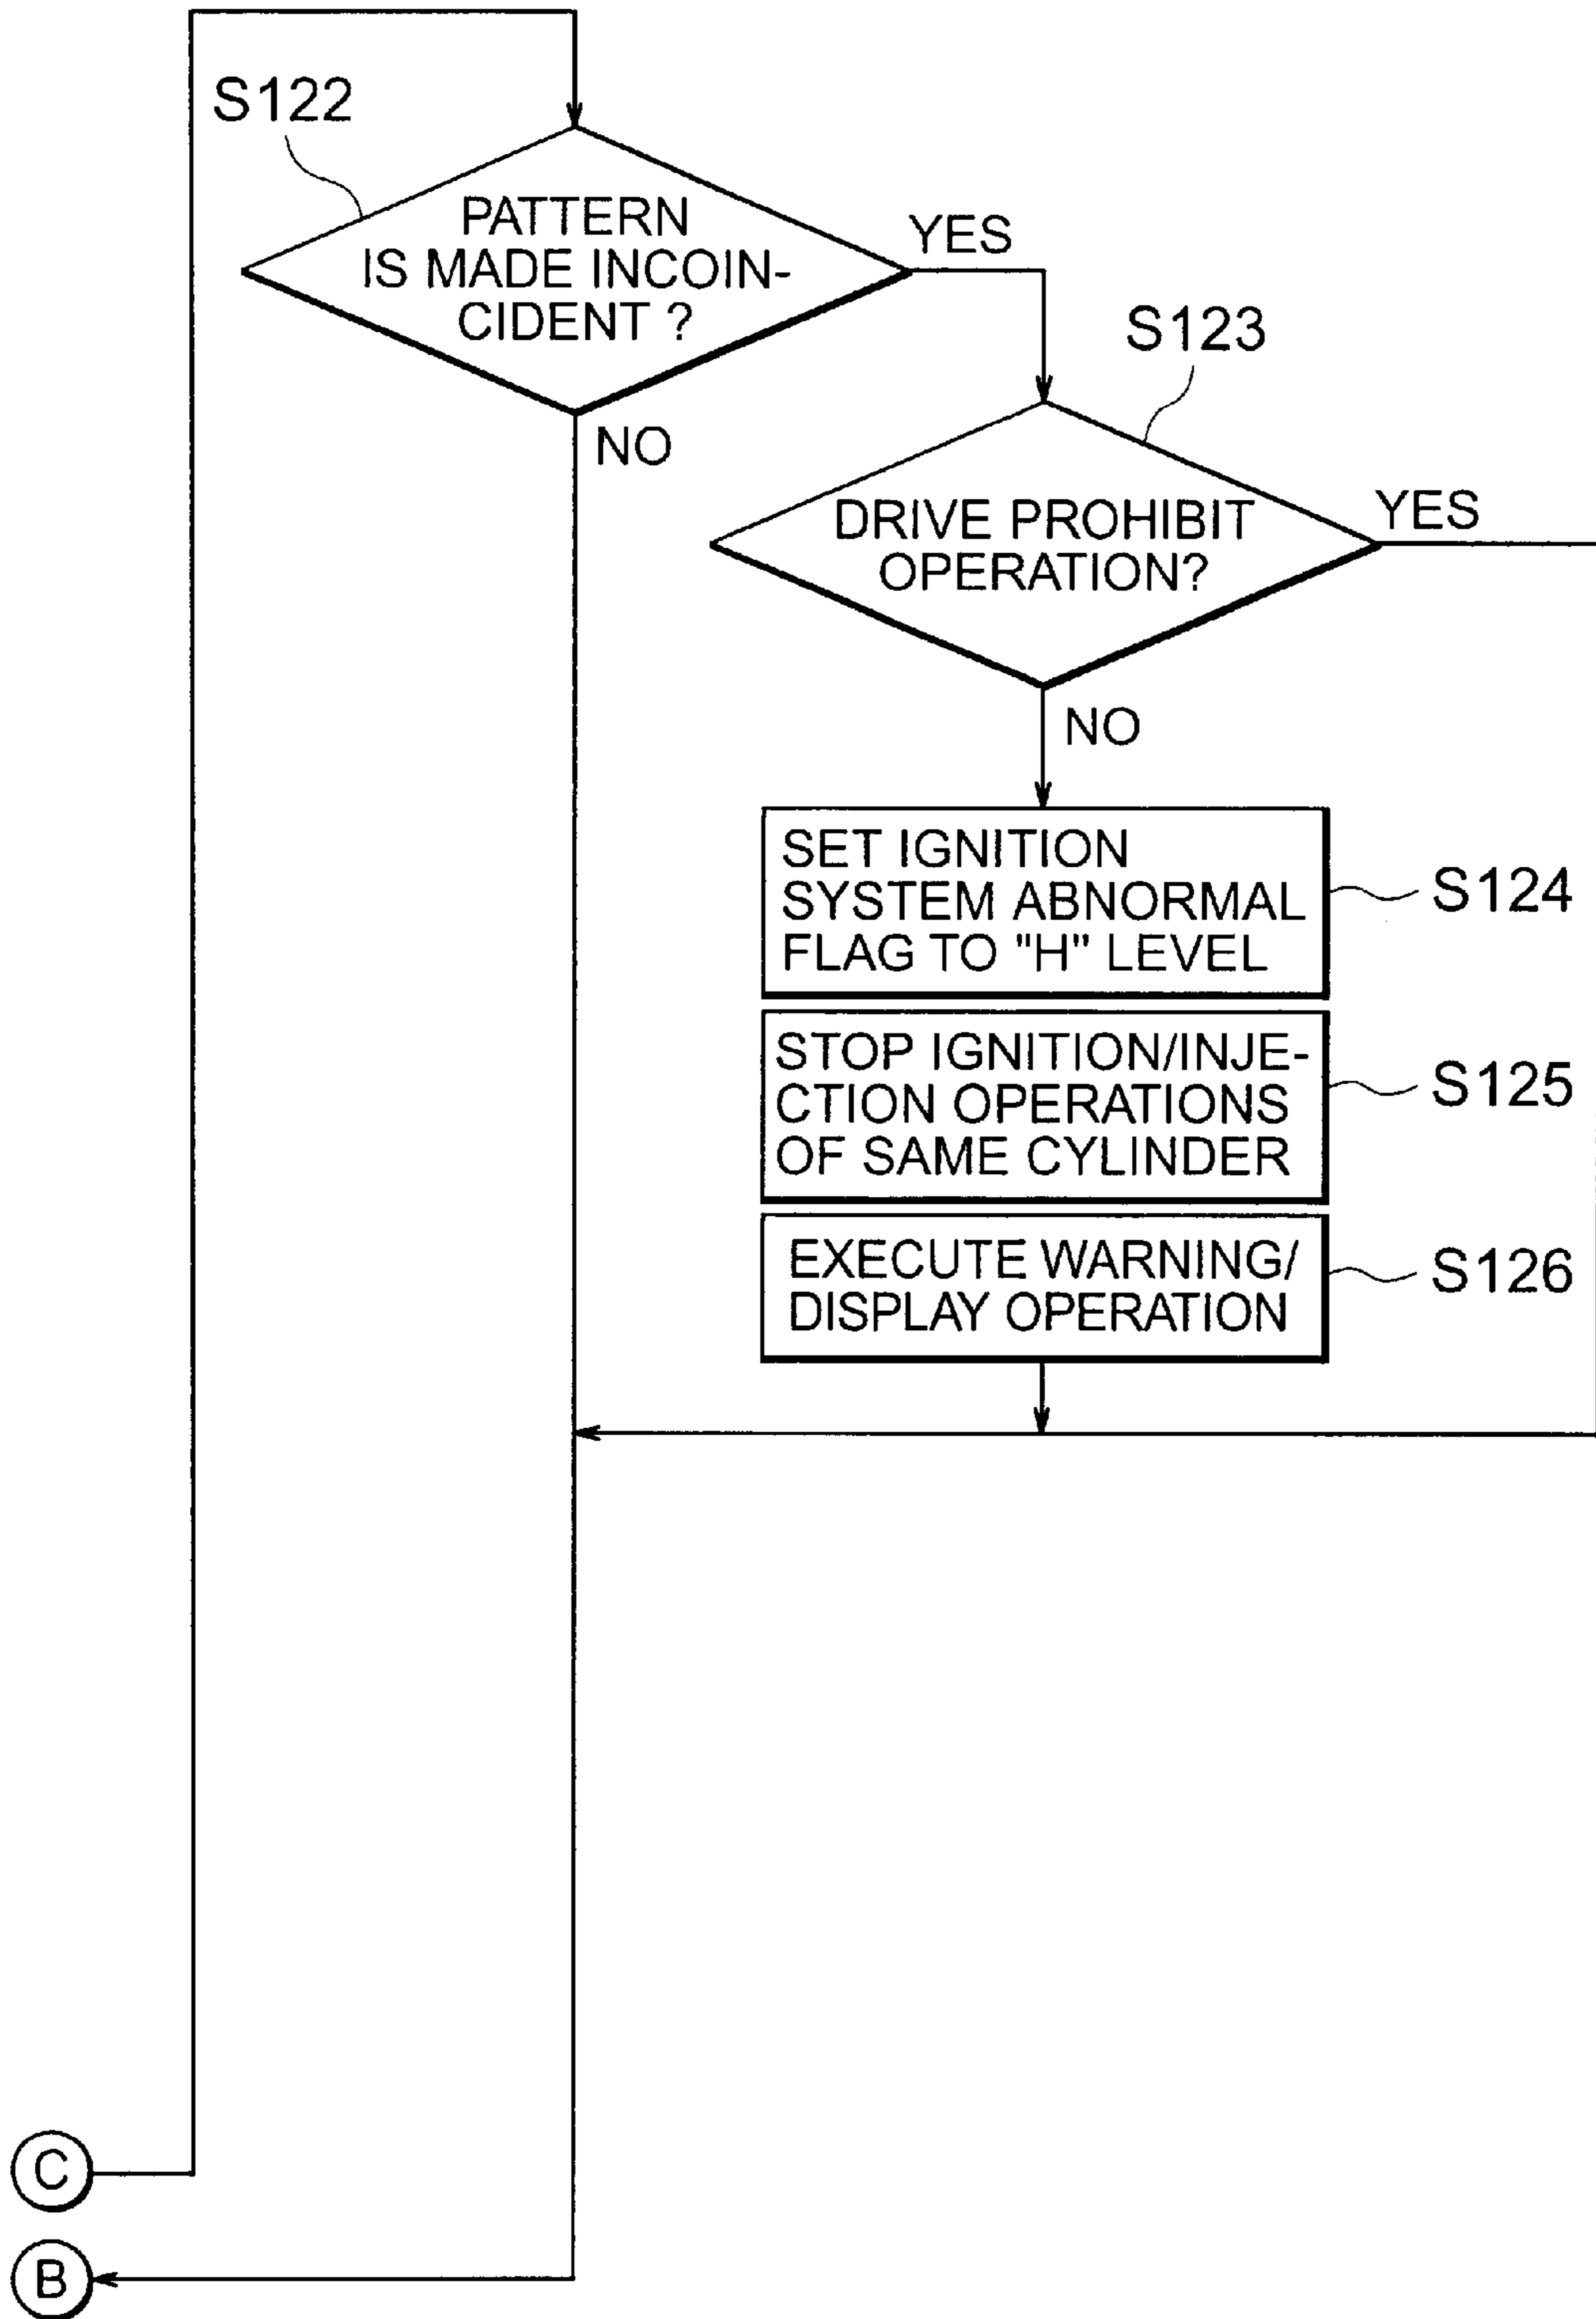 S122
PATTERN
IS MADE INCOIN-
CIDENT ?
YES
NO
S123
DRIVE PROHIBIT
OPERATION?
YES
NO
SET IGNITION
SYSTEM ABNORMAL
FLAG TO "H" LEVEL
S124
STOP IGNITION/INJE-
CTION OPERATIONS
OF SAME CYLINDER
S125
EXECUTE WARNING/
DISPLAY OPERATION
S126
C
B